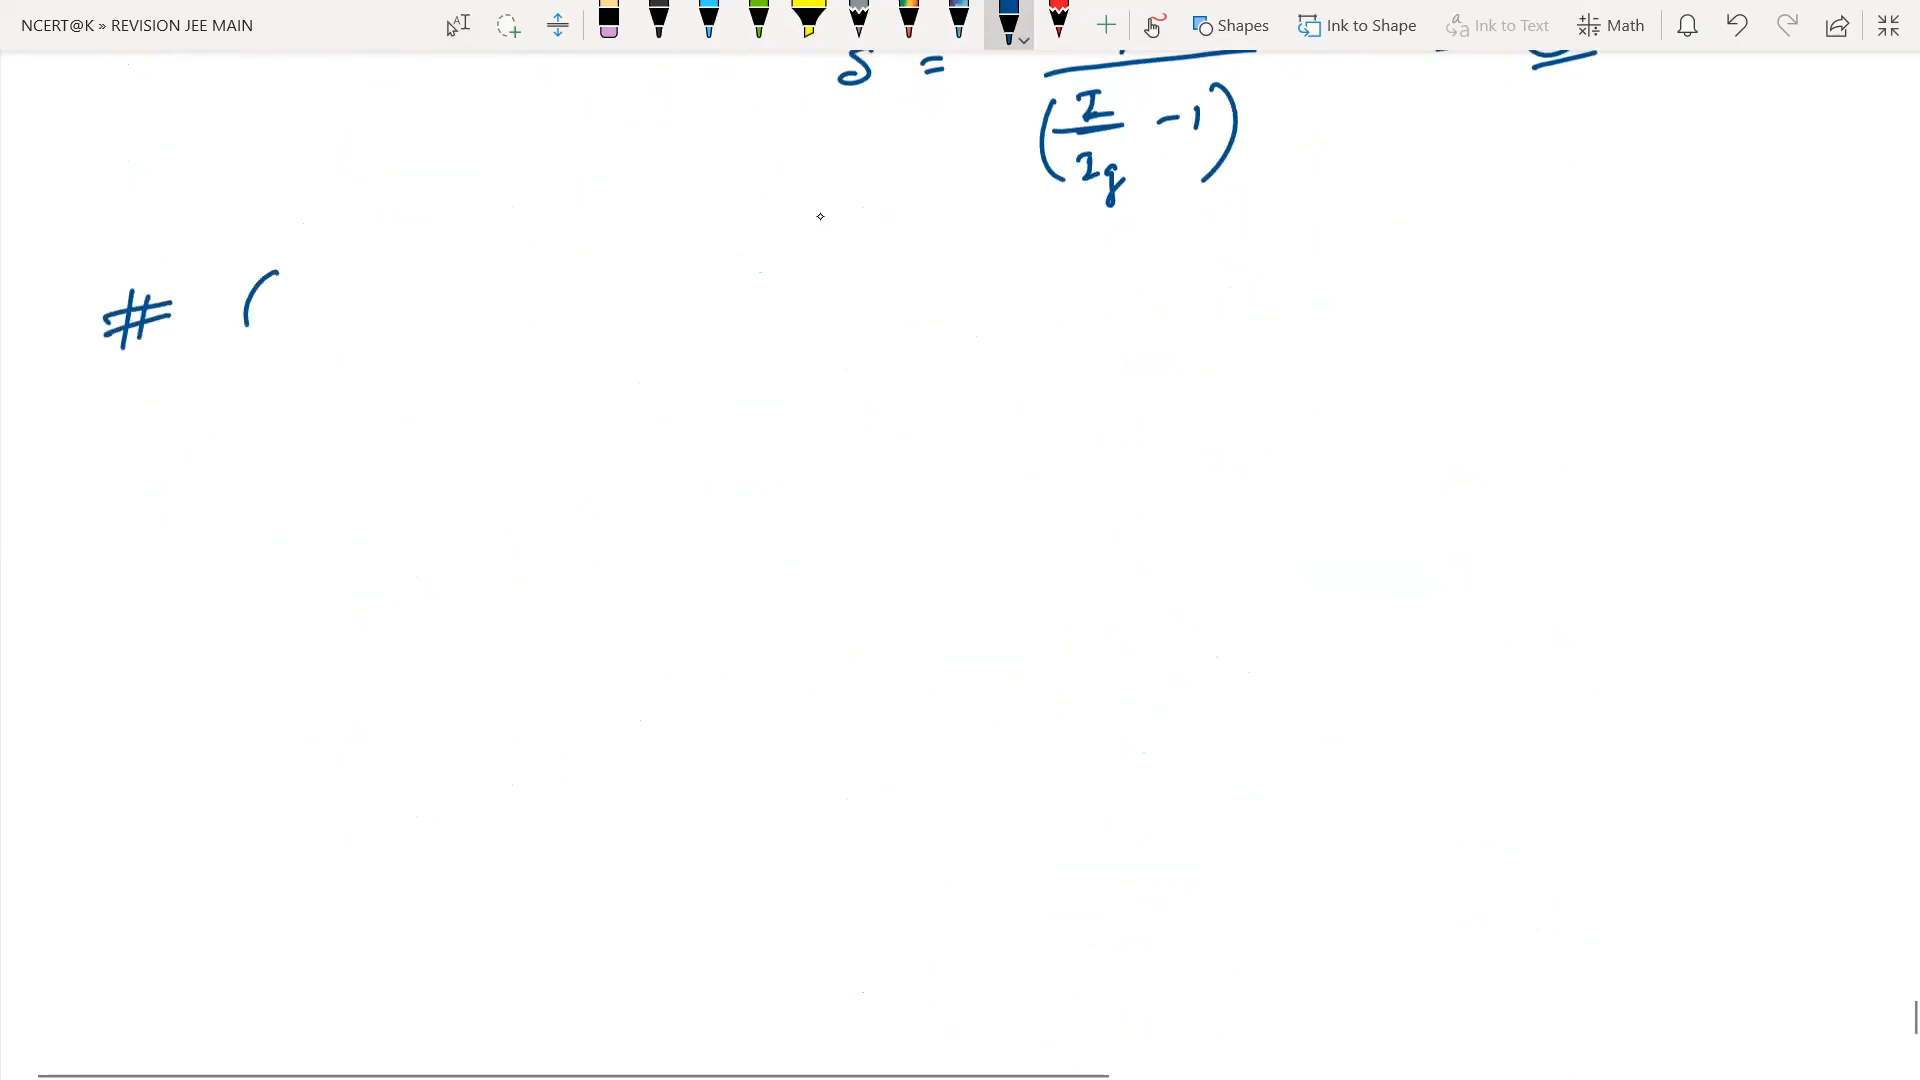 NCERT@K » REVISION JEE MAIN
Shapes
Ink to Shape
Ink to Text
Math
S =
(I/Ig - 1)
# (